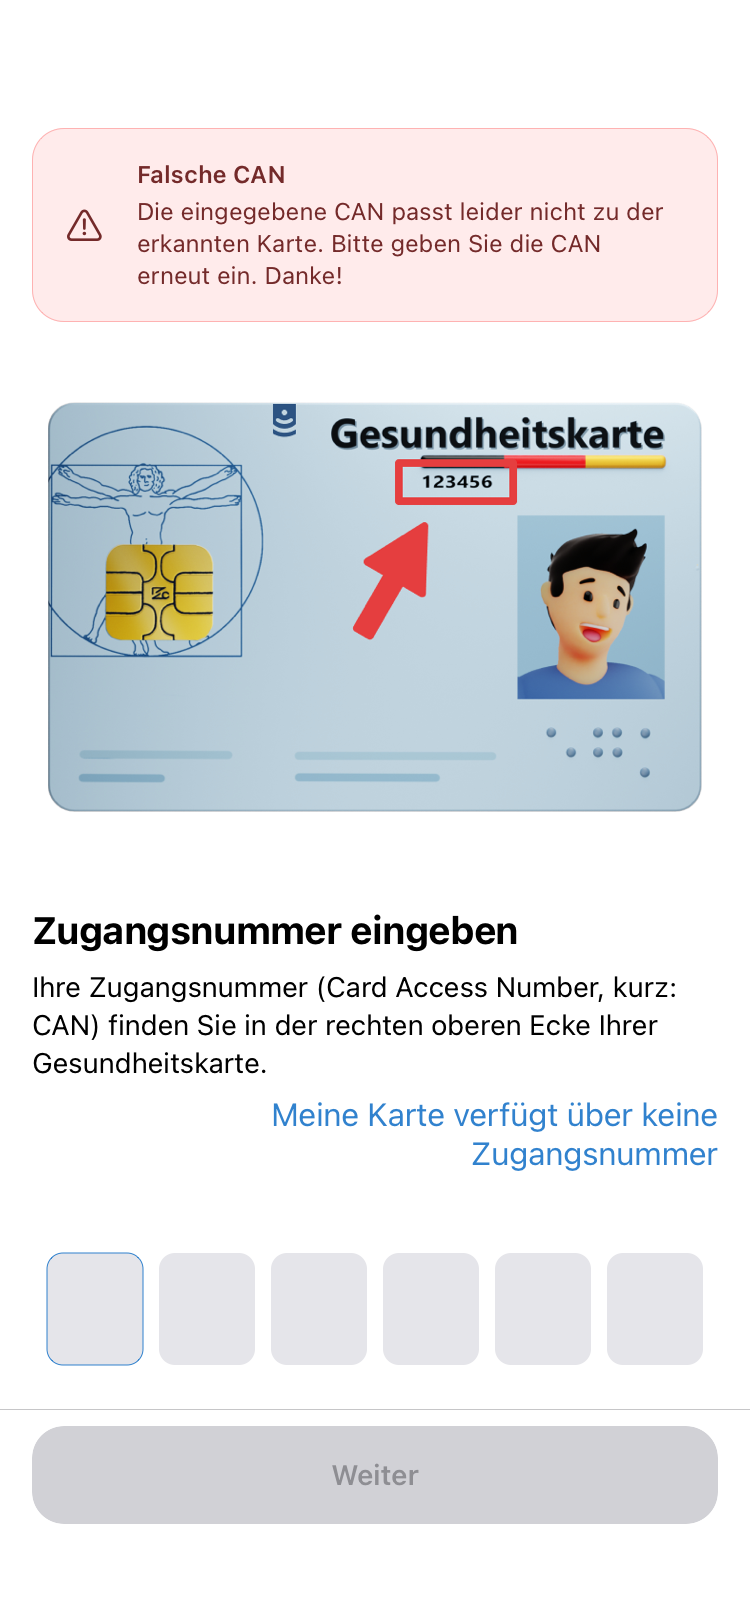 Falsche CAN
Die eingegebene CAN passt leider nicht zu der
erkannten Karte. Bitte geben Sie die CAN
erneut ein. Danke!
Gesundheitskarte
123456
Zugangsnummer eingeben
Ihre Zugangsnummer (Card Access Number, kurz:
CAN) finden Sie in der rechten oberen Ecke Ihrer
Gesundheitskarte.
Meine Karte verfügt über keine
Zugangsnummer
Weiter